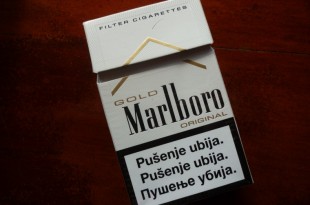 FILTER CIGARETTES
GOLD
Marlboro
ORIGINAL
Pušenje ubija.
Pušenje ubija.
Пушење убија.